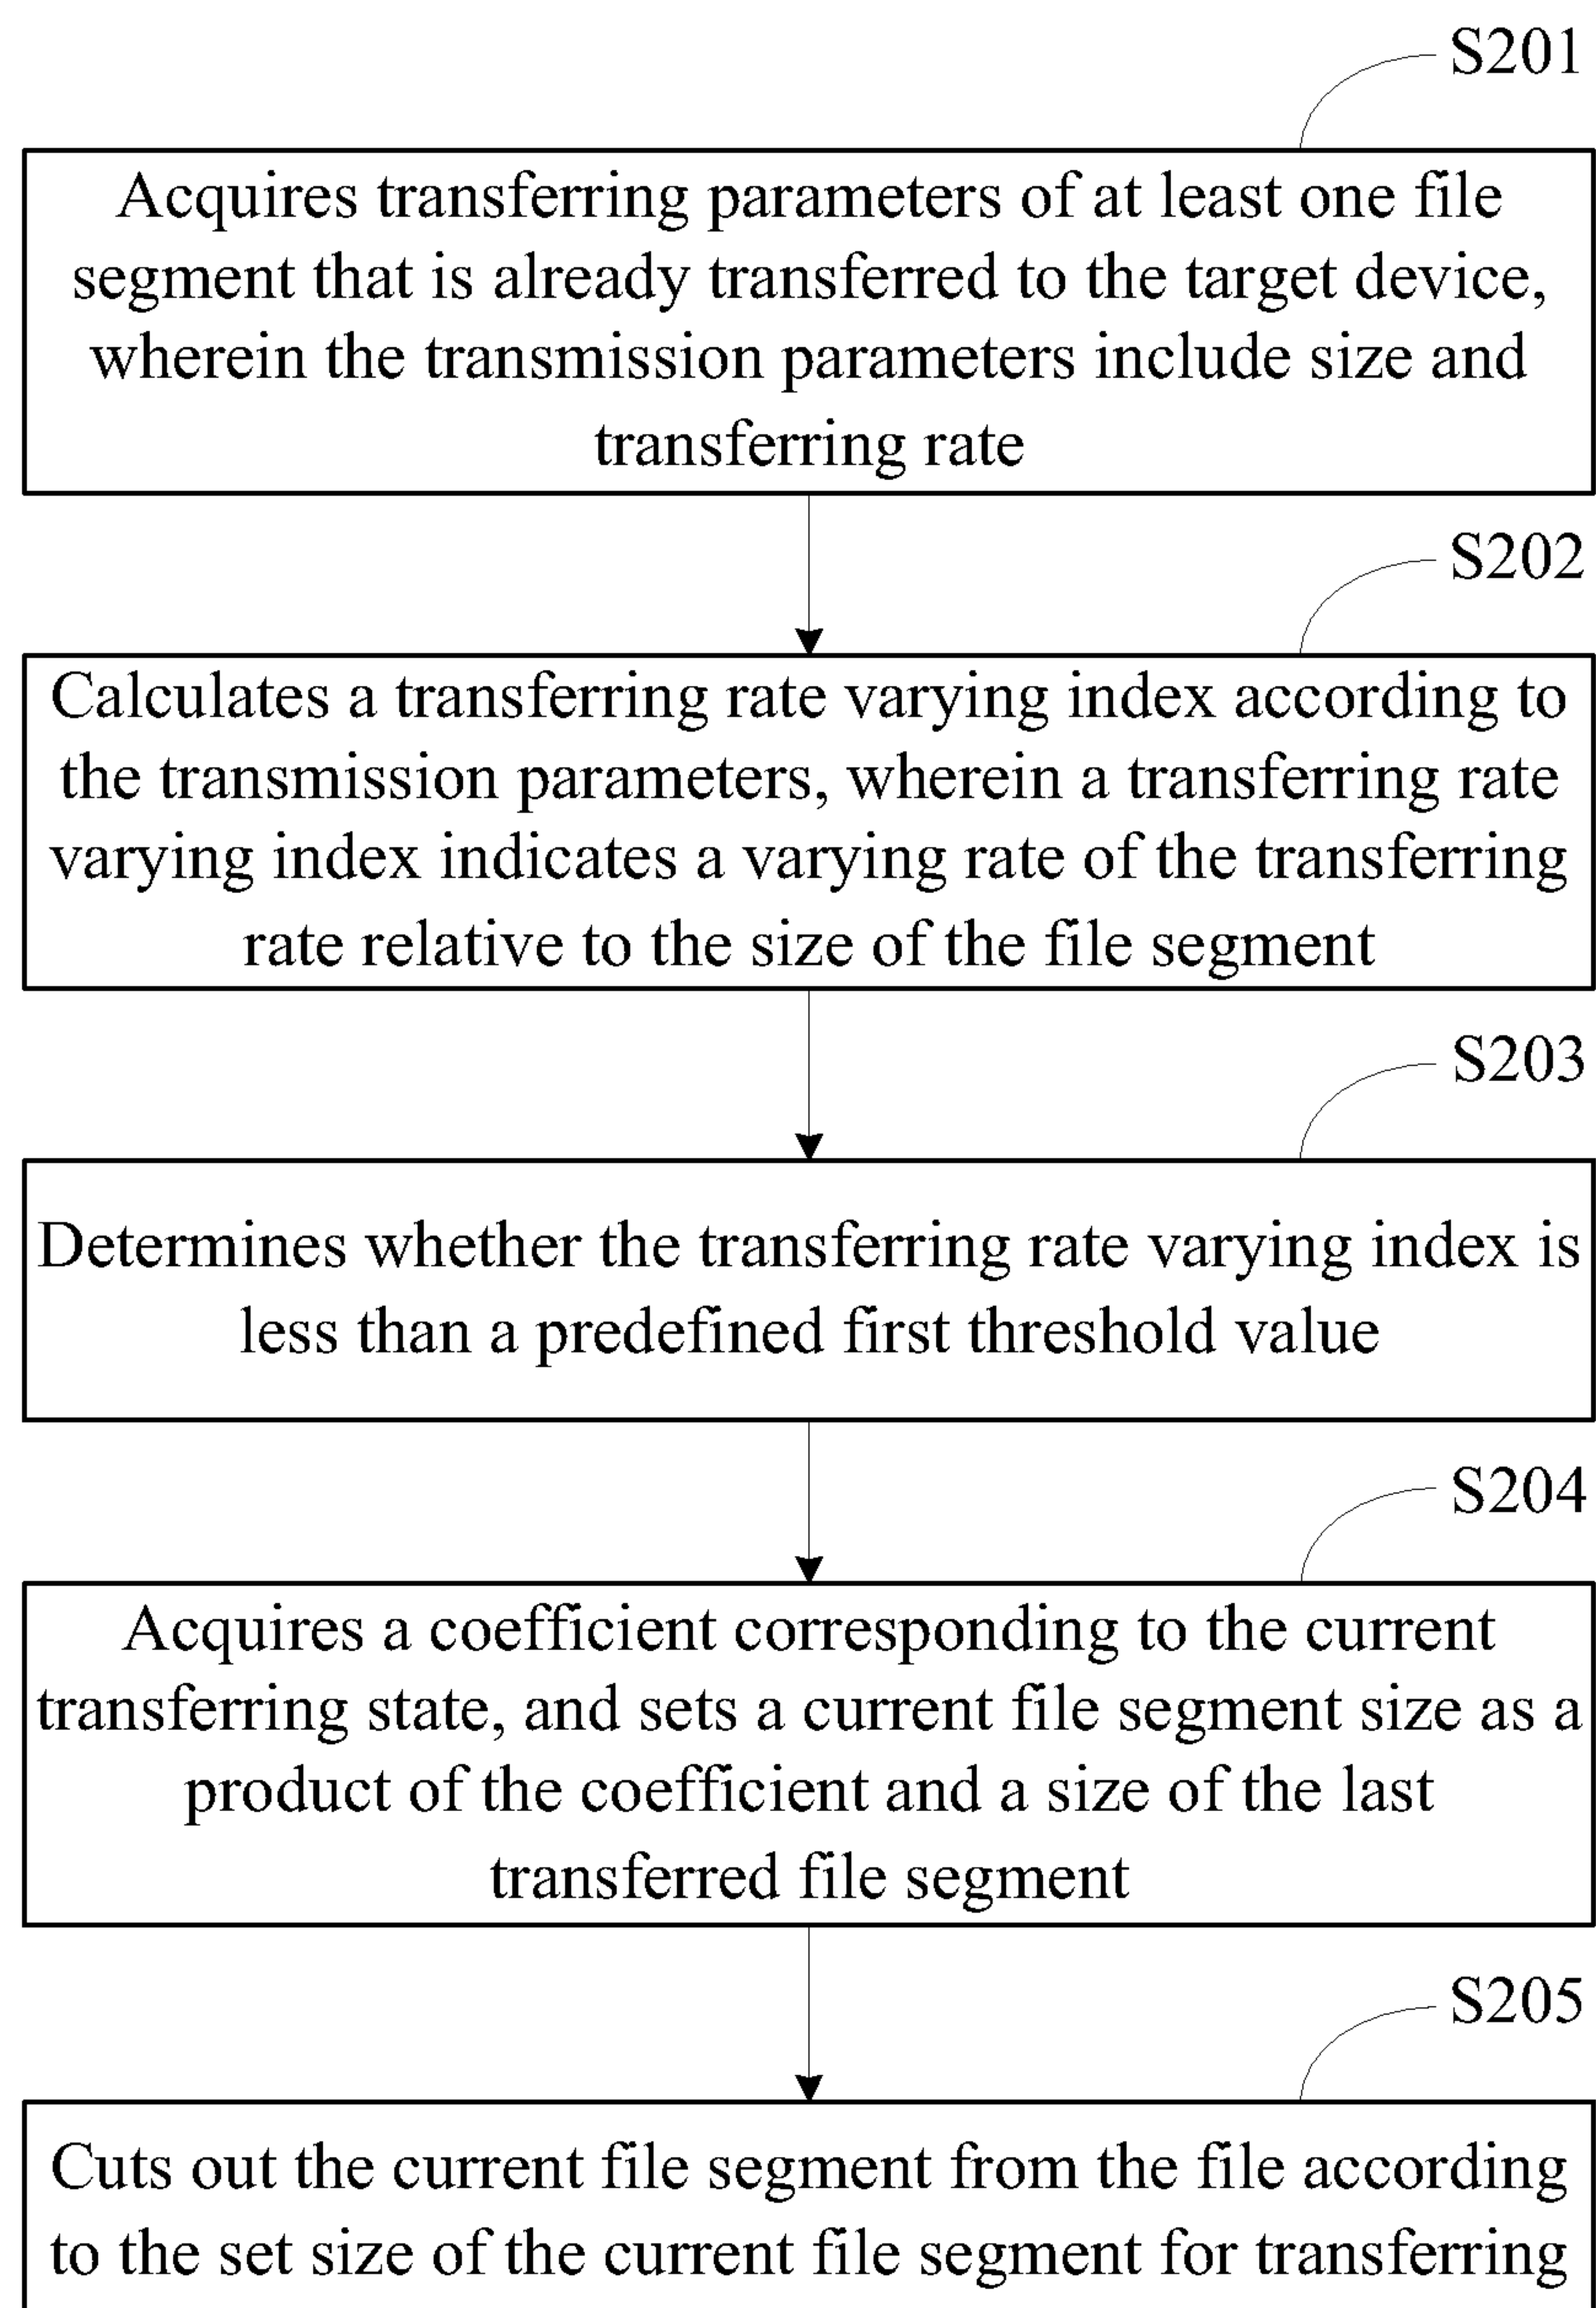 S201
Acquires transferring parameters of at least one file
segment that is already transferred to the target device,
wherein the transmission parameters include size and
transferring rate
S202
Calculates a transferring rate varying index according to
the transmission parameters, wherein a transferring rate
varying index indicates a varying rate of the transferring
rate relative to the size of the file segment
S203
Determines whether the transferring rate varying index is
less than a predefined first threshold value
S204
Acquires a coefficient corresponding to the current
transferring state, and sets a current file segment size as a
product of the coefficient and a size of the last
transferred file segment
S205
Cuts out the current file segment from the file according
to the set size of the current file segment for transferring